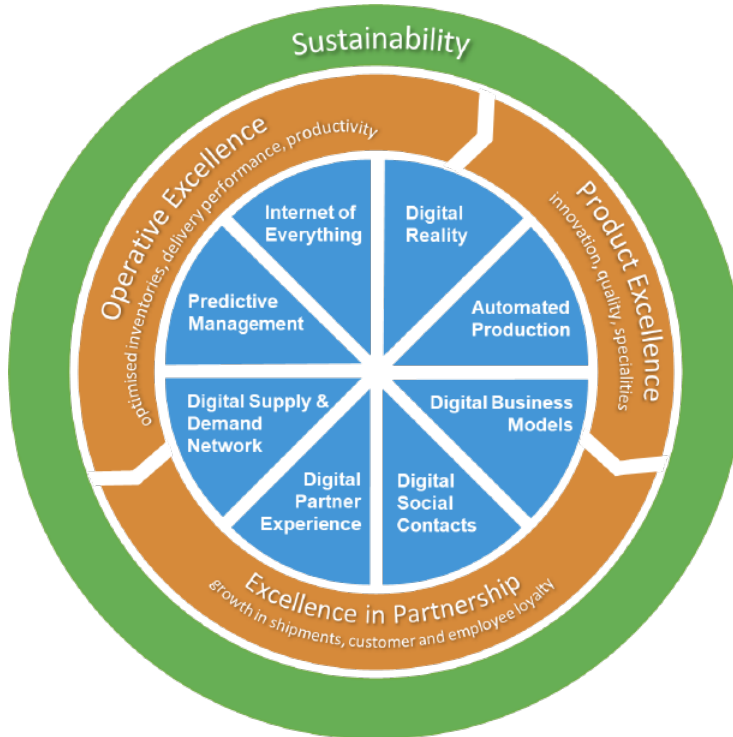 Sustainability
Operative Excellence
optimised inventories, delivery performance, productivity
Product Excellence
innovation, quality, specialities
Internet of
Everything
Digital
Reality
Predictive
Management
Automated
Production
Digital Supply &
Demand
Network
Digital Business
Models
Digital
Partner
Experience
Digital
Social
Contacts
Excellence in Partnership
growth in shipments, customer and employee loyalty